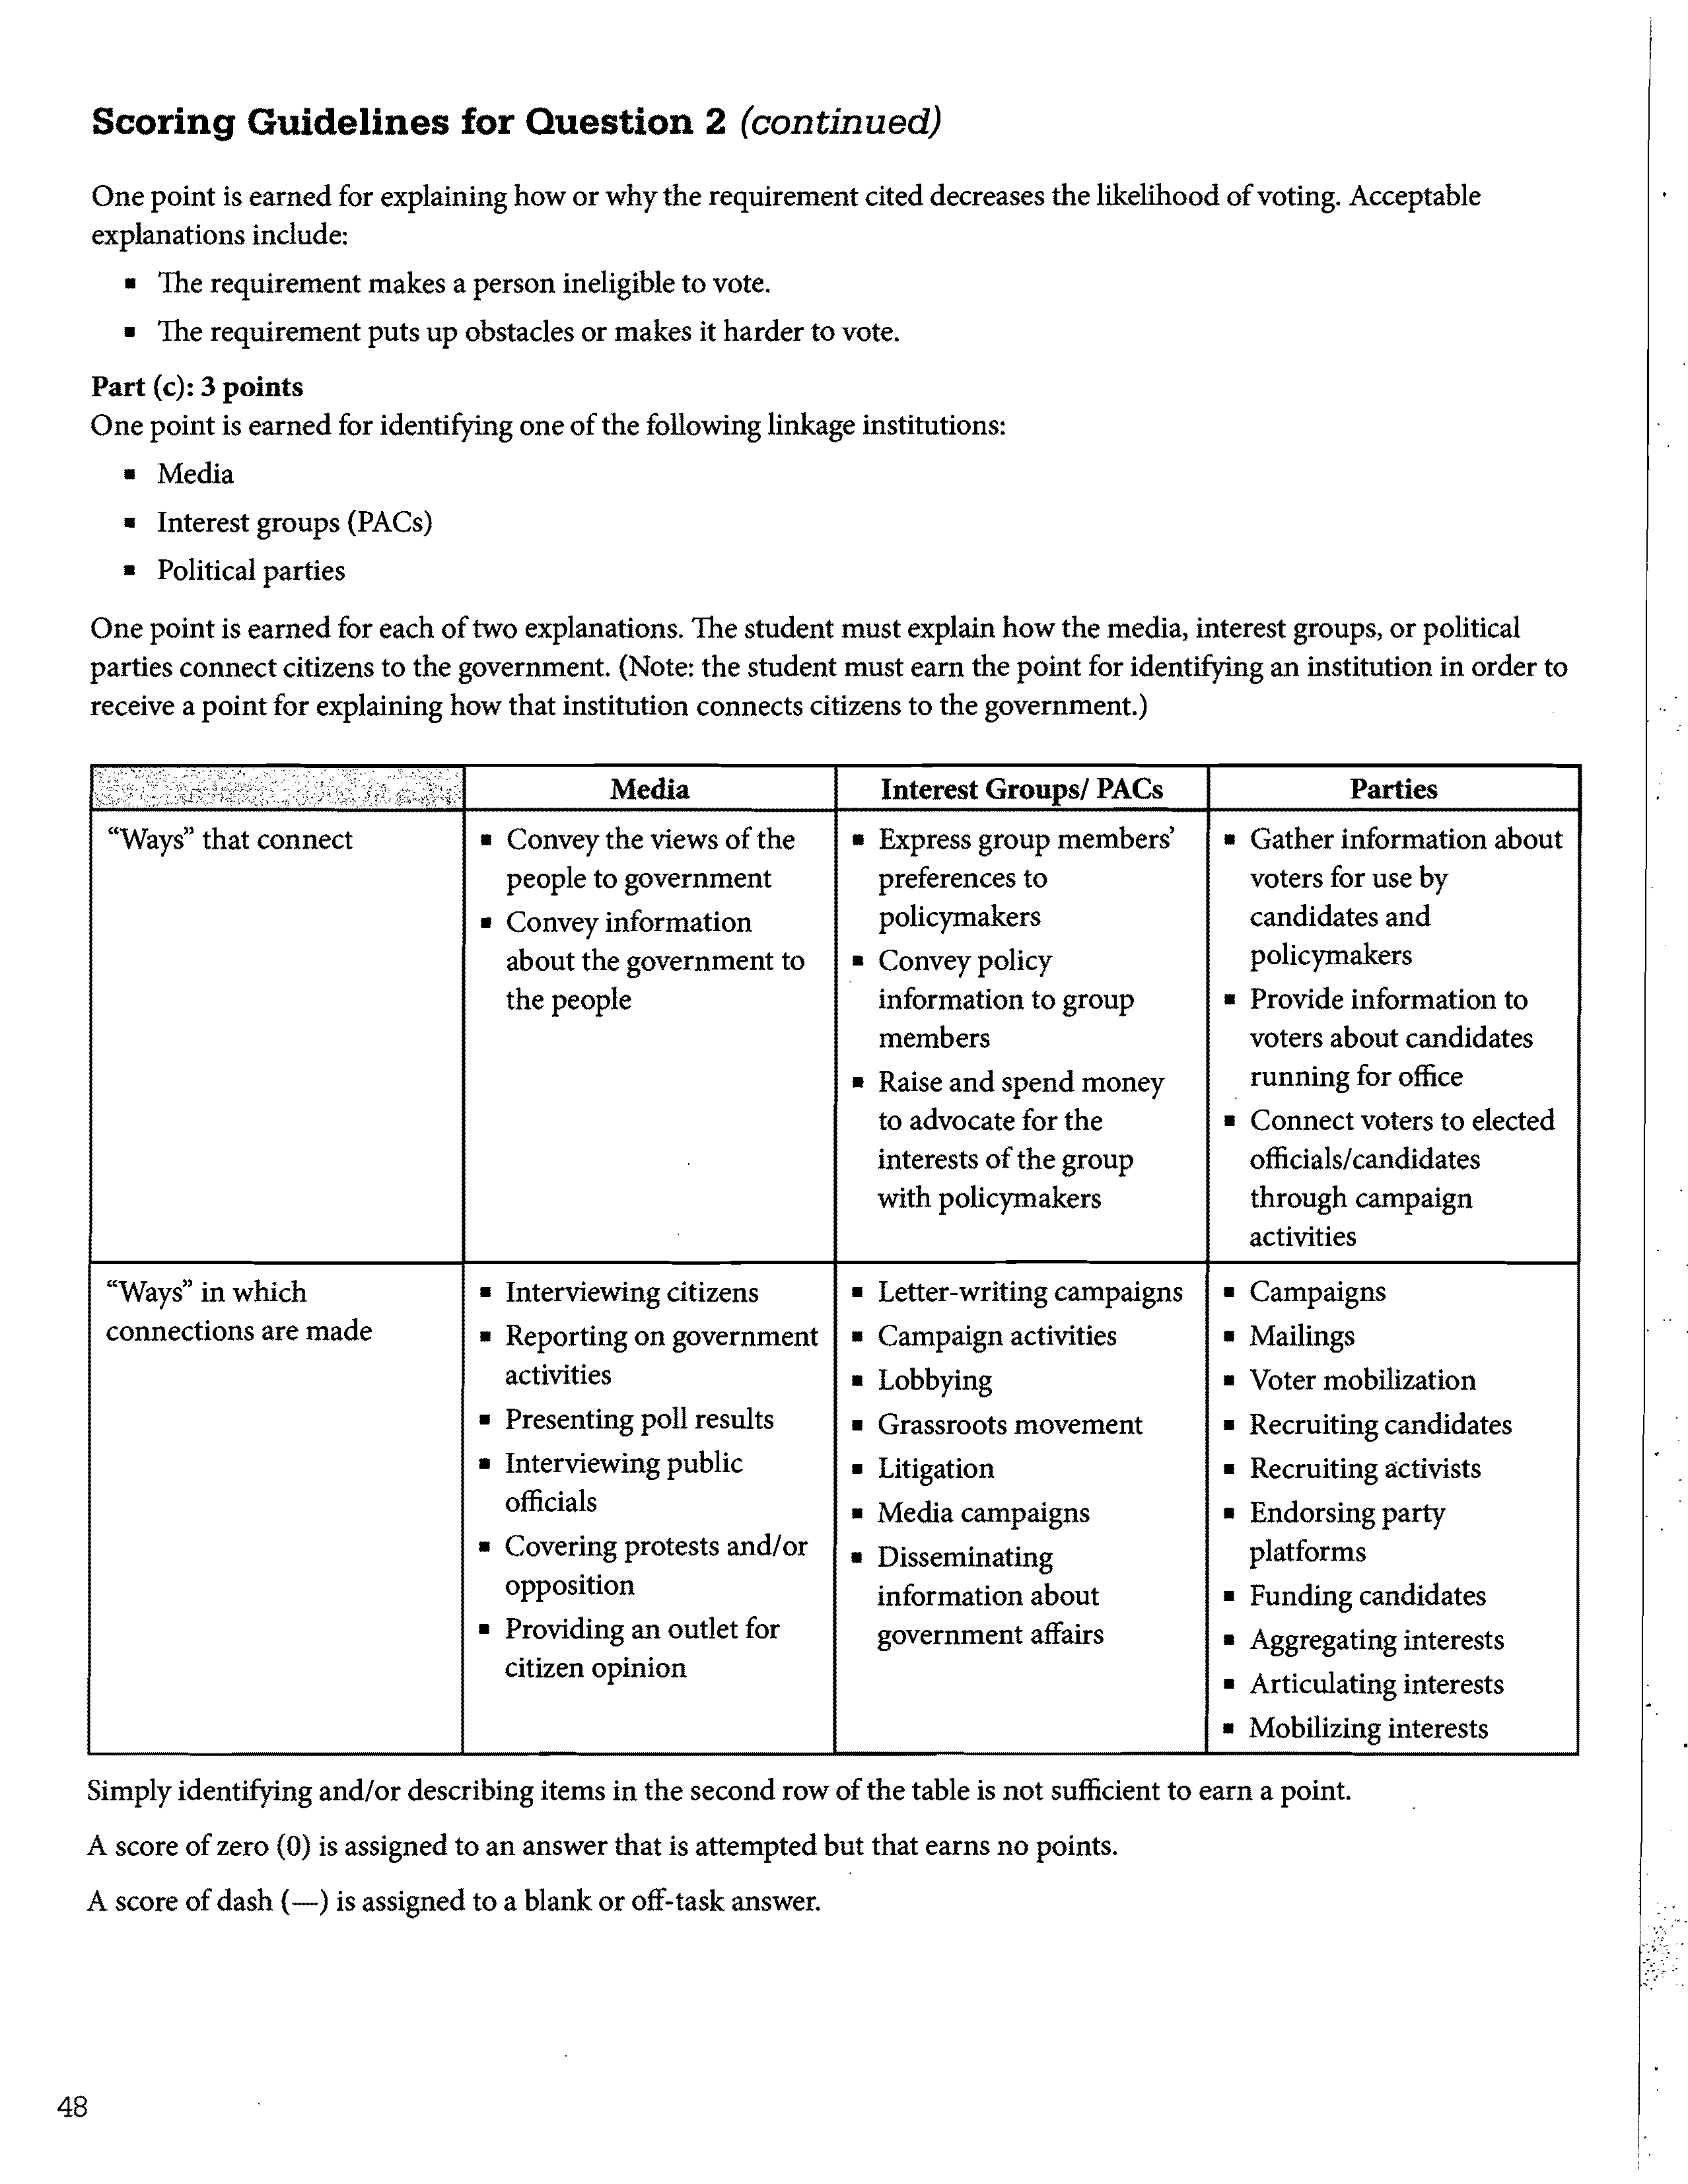 Scoring Guidelines for Question 2 (continued)
One point is earned for explaining how or why the requirement cited decreases the likelihood of voting. Acceptable
explanations include:
▪ The requirement makes a person ineligible to vote.
▪ The requirement puts up obstacles or makes it harder to vote.
Part (c): 3 points
One point is earned for identifying one of the following linkage institutions:
▪ Media
▪ Interest groups (PACs)
▪ Political parties
One point is earned for each of two explanations. The student must explain how the media, interest groups, or political
parties connect citizens to the government. (Note: the student must earn the point for identifying an institution in order to
receive a point for explaining how that institution connects citizens to the government.)
Media
Interest Groups/ PACs
Parties
“Ways” that connect
▪ Convey the views of the
people to government
▪ Convey information
about the government to
the people
▪ Express group members’
preferences to
policymakers
▪ Convey policy
information to group
members
▪ Raise and spend money
to advocate for the
interests of the group
with policymakers
▪ Gather information about
voters for use by
candidates and
policymakers
▪ Provide information to
voters about candidates
running for office
▪ Connect voters to elected
officials/candidates
through campaign
activities
“Ways” in which
connections are made
▪ Interviewing citizens
▪ Reporting on government
activities
▪ Presenting poll results
▪ Interviewing public
officials
▪ Covering protests and/or
opposition
▪ Providing an outlet for
citizen opinion
▪ Letter-writing campaigns
▪ Campaign activities
▪ Lobbying
▪ Grassroots movement
▪ Litigation
▪ Media campaigns
▪ Disseminating
information about
government affairs
▪ Campaigns
▪ Mailings
▪ Voter mobilization
▪ Recruiting candidates
▪ Recruiting activists
▪ Endorsing party
platforms
▪ Funding candidates
▪ Aggregating interests
▪ Articulating interests
▪ Mobilizing interests
Simply identifying and/or describing items in the second row of the table is not sufficient to earn a point.
A score of zero (0) is assigned to an answer that is attempted but that earns no points.
A score of dash (—) is assigned to a blank or off-task answer.
48